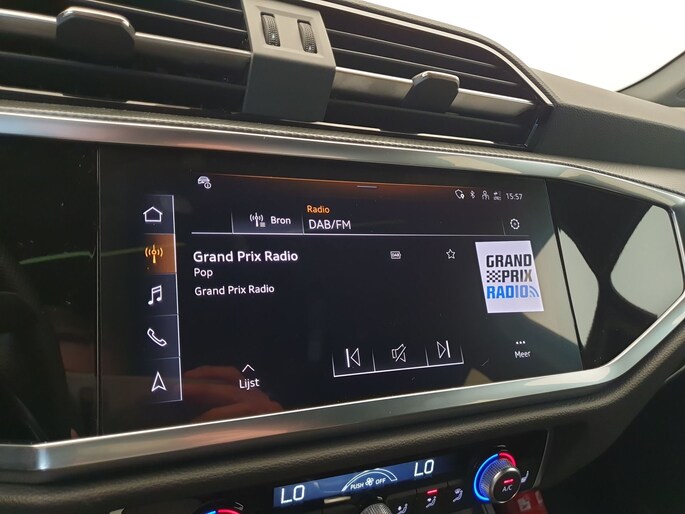 15:57
Radio
Bron
DAB/FM
Grand Prix Radio
DAB
Pop
Grand Prix Radio
GRAND
PRIX
RADIO
Lijst
Meer
LO
PUSH OFF
LO
A/C